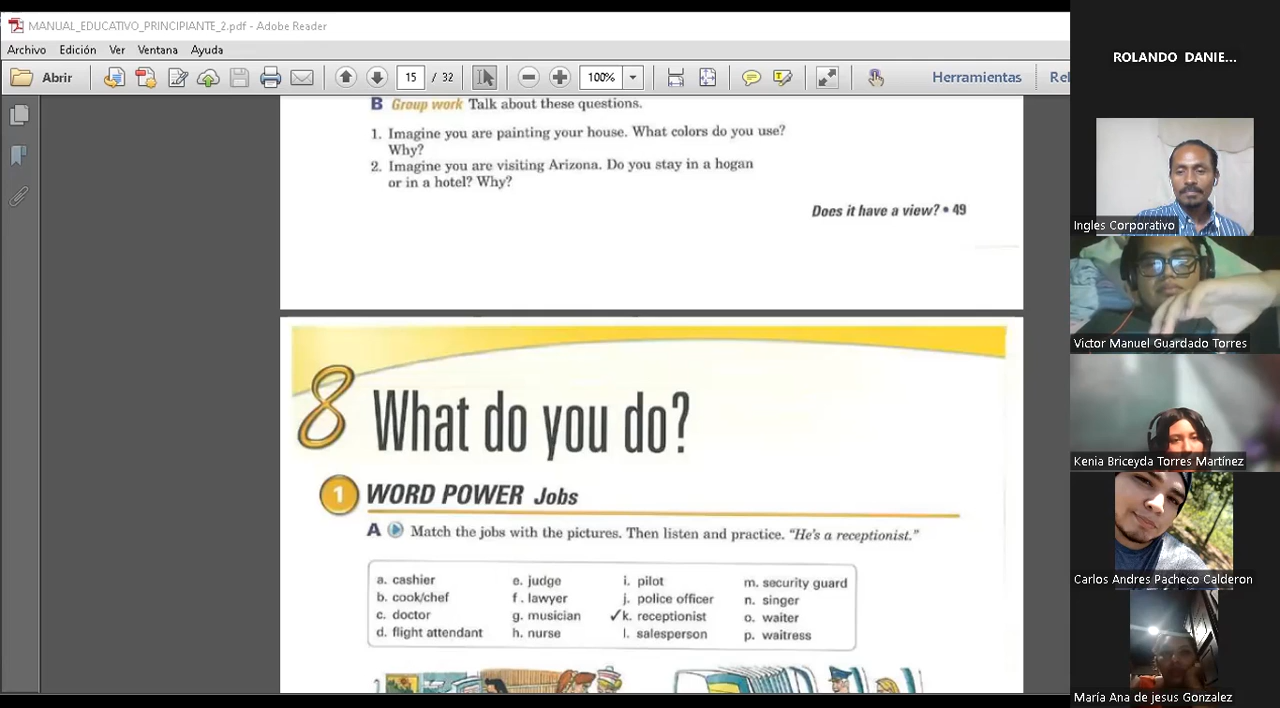 MANUAL_EDUCATIVO_PRINCIPIANTE_2.pdf - Adobe Reader
Archivo Edición Ver Ventana Ayuda
Abrir 15 / 32 100% Herramientas Rel
B Group work Talk about these questions.
1. Imagine you are painting your house. What colors do you use?
Why?
2. Imagine you are visiting Arizona. Do you stay in a hogan
or in a hotel? Why?
Does it have a view? • 49
8 What do you do?
1 WORD POWER Jobs
A Match the jobs with the pictures. Then listen and practice. "He's a receptionist."
a. cashier e. judge i. pilot m. security guard
b. cook/chef f. lawyer j. police officer n. singer
c. doctor g. musician ✓k. receptionist o. waiter
d. flight attendant h. nurse l. salesperson p. waitress
1
ROLANDO DANIE...
Ingles Corporativo
Victor Manuel Guardado Torres
Kenia Briceyda Torres Martínez
Carlos Andres Pacheco Calderon
María Ana de jesus Gonzalez